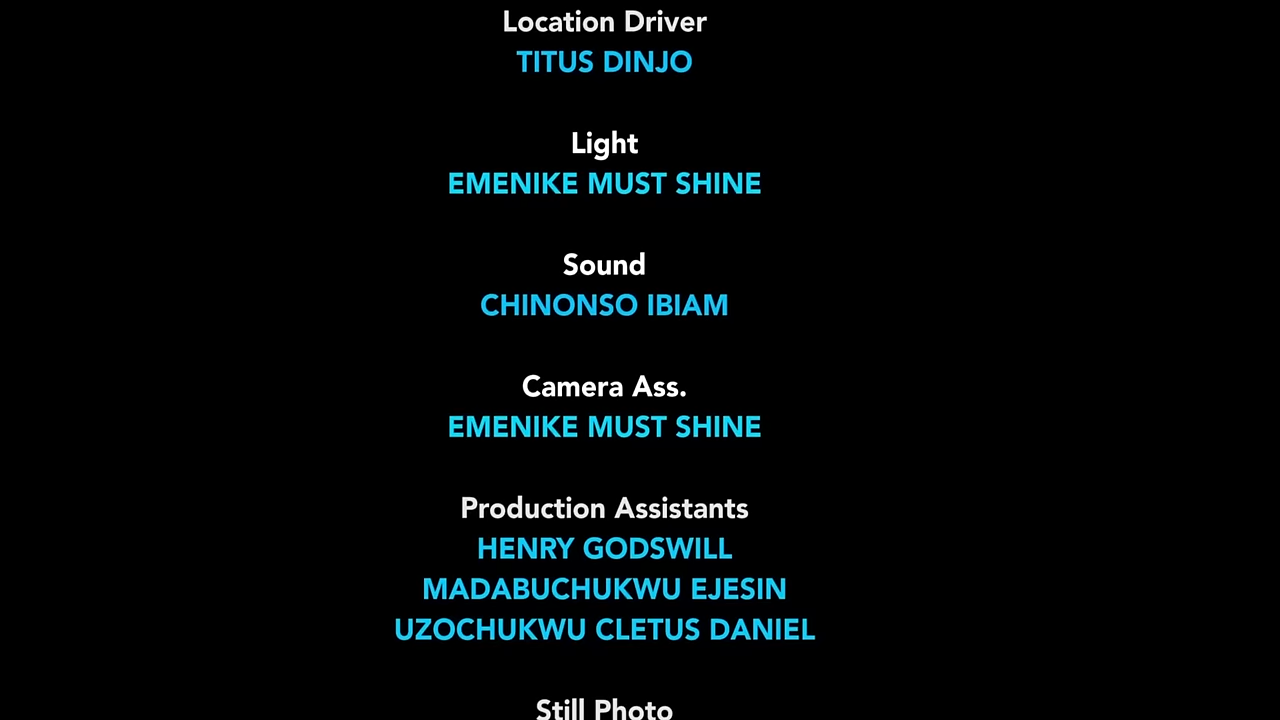 Location Driver
TITUS DINJO
Light
EMENIKE MUST SHINE
Sound
CHINONSO IBIAM
Camera Ass.
EMENIKE MUST SHINE
Production Assistants
HENRY GODSWILL
MADABUCHUKWU EJESIN
UZOCHUKWU CLETUS DANIEL
Still Photo